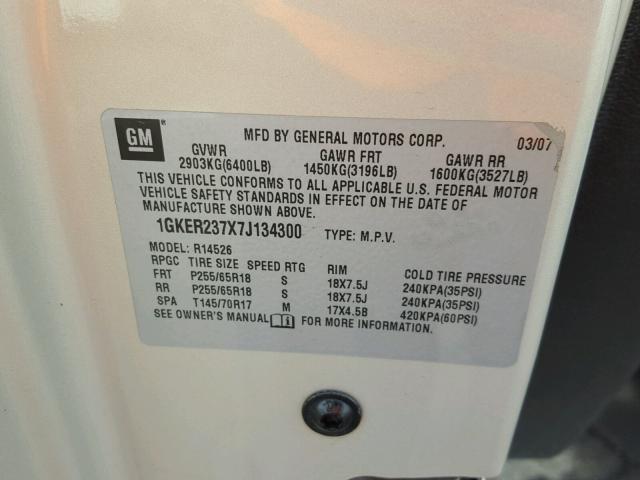 GM ® MFD BY GENERAL MOTORS CORP. 03/07
GVWR GAWR FRT GAWR RR
2903KG(6400LB) 1450KG(3196LB) 1600KG(3527LB)
THIS VEHICLE CONFORMS TO ALL APPLICABLE U.S. FEDERAL MOTOR
VEHICLE SAFETY STANDARDS IN EFFECT ON THE DATE OF
MANUFACTURE SHOWN ABOVE.
1GKER237X7J134300 TYPE: M.P.V.
MODEL: R14526
RPGC TIRE SIZE SPEED RTG RIM COLD TIRE PRESSURE
FRT P255/65R18 S 18X7.5J 240KPA(35PSI)
RR P255/65R18 S 18X7.5J 240KPA(35PSI)
SPA T145/70R17 M 17X4.5B 420KPA(60PSI)
SEE OWNER'S MANUAL FOR MORE INFORMATION.